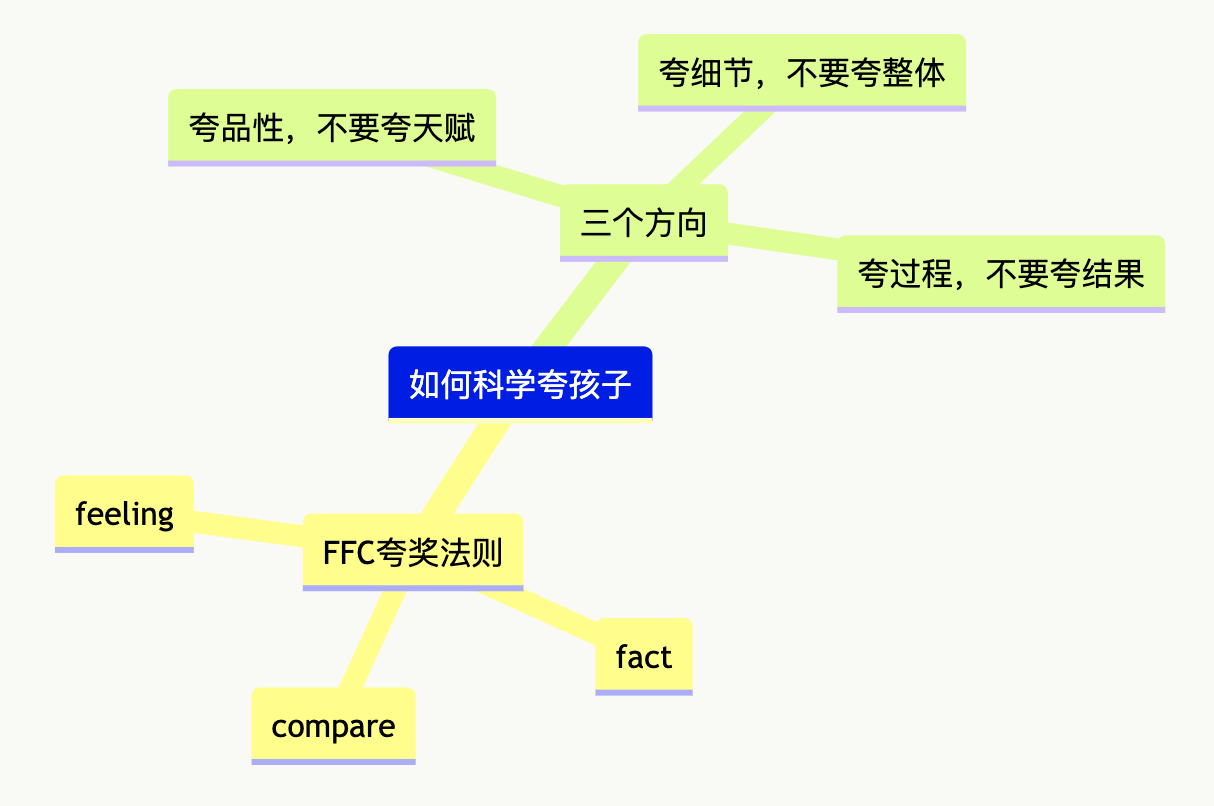 夸细节，不要夸整体
夸品性，不要夸天赋
三个方向
夸过程，不要夸结果
如何科学夸孩子
feeling
FFC夸奖法则
fact
compare